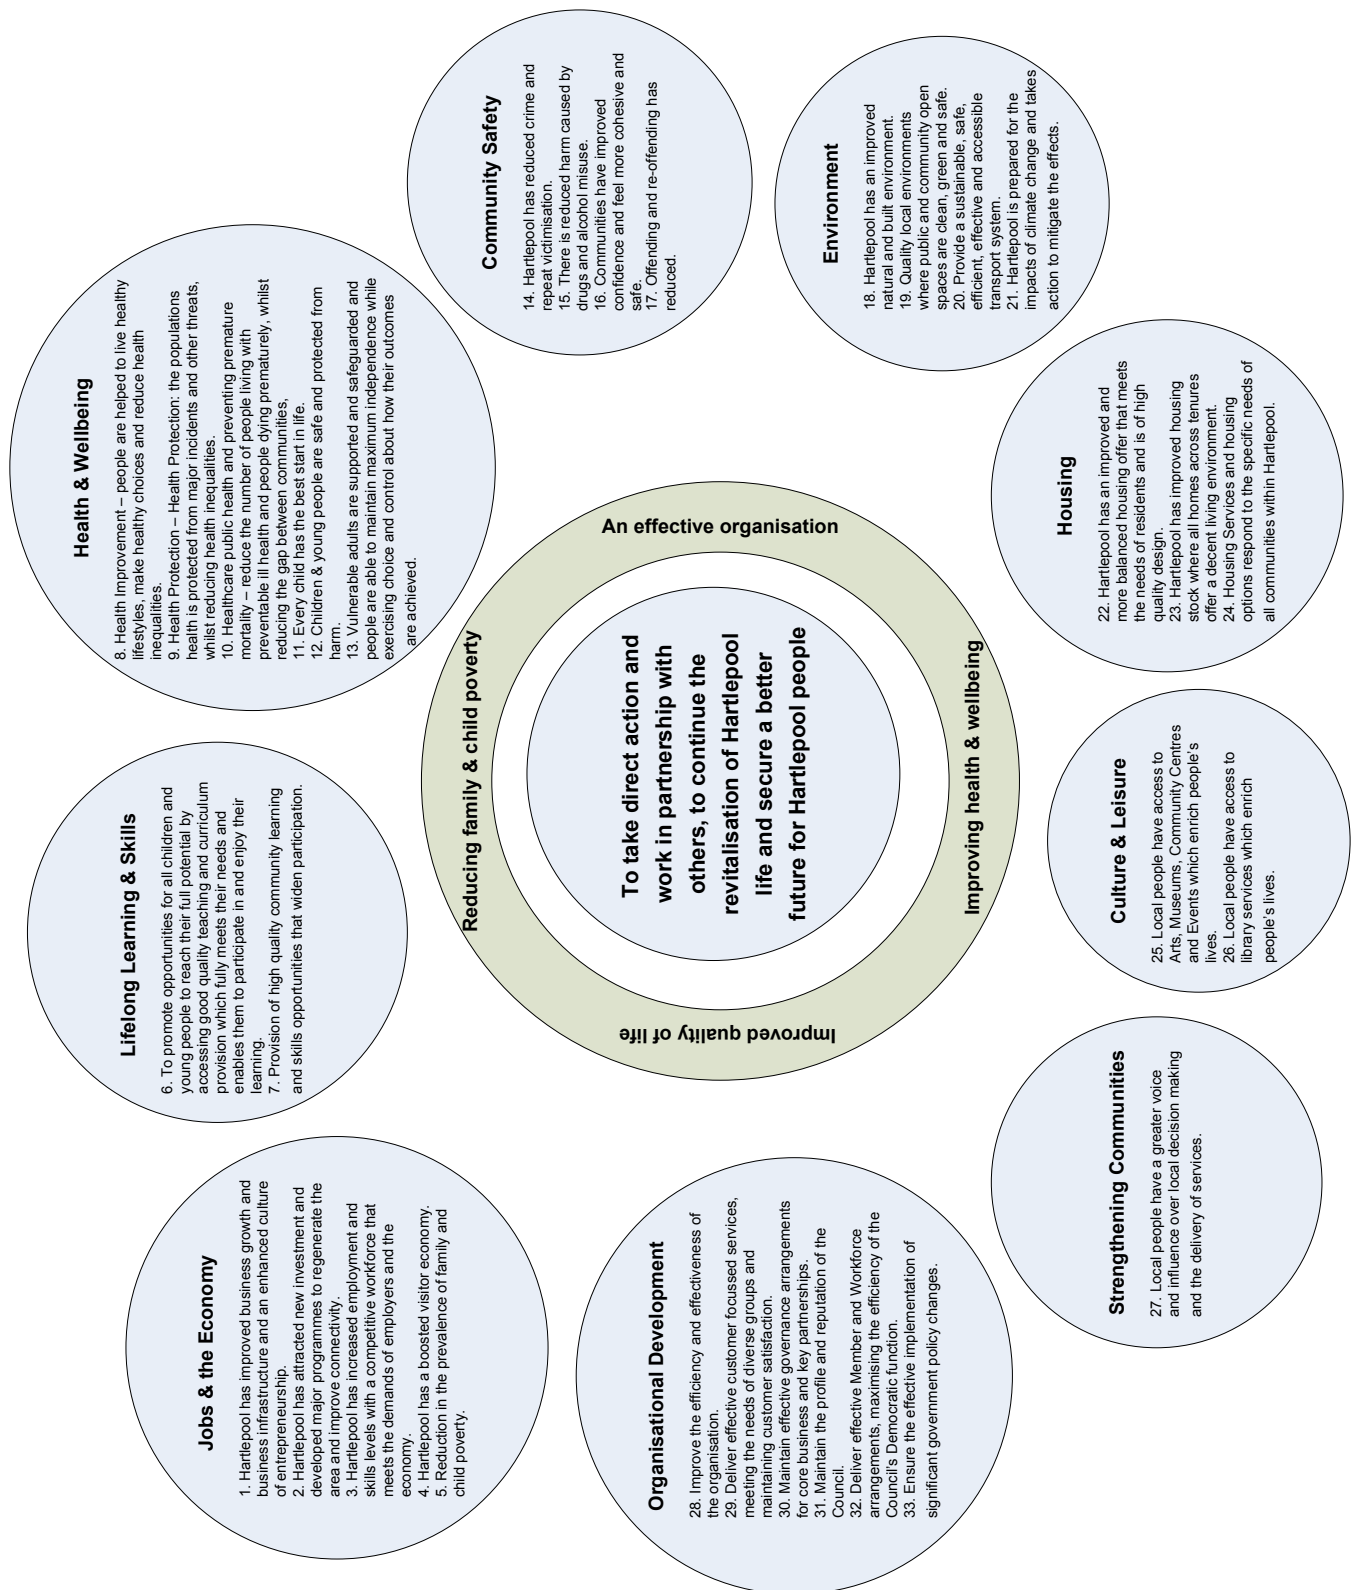 Jobs & the Economy
1. Hartlepool has improved business growth and
business infrastructure and an enhanced culture
of entrepreneurship.
2. Hartlepool has attracted new investment and
developed major programmes to regenerate the
area and improve connectivity.
3. Hartlepool has increased employment and
skills levels with a competitive workforce that
meets the demands of employers and the
economy.
4. Hartlepool has a boosted visitor economy.
5. Reduction in the prevalence of family and
child poverty.
Lifelong Learning & Skills
6. To promote opportunities for all children and
young people to reach their full potential by
accessing good quality teaching and curriculum
provision which fully meets their needs and
enables them to participate in and enjoy their
learning.
7. Provision of high quality community learning
and skills opportunities that widen participation.
Health & Wellbeing
8. Health Improvement – people are helped to live healthy
lifestyles, make healthy choices and reduce health
inequalities.
9. Health Protection – Health Protection: the populations
health is protected from major incidents and other threats,
whilst reducing health inequalities.
10. Healthcare public health and preventing premature
mortality – reduce the number of people living with
preventable ill health and people dying prematurely, whilst
reducing the gap between communities,
11. Every child has the best start in life.
12. Children & young people are safe and protected from
harm.
13. Vulnerable adults are supported and safeguarded and
people are able to maintain maximum independence while
exercising choice and control about how their outcomes
are achieved.
Community Safety
14. Hartlepool has reduced crime and
repeat victimisation.
15. There is reduced harm caused by
drugs and alcohol misuse.
16. Communities have improved
confidence and feel more cohesive and
safe.
17. Offending and re-offending has
reduced.
Environment
18. Hartlepool has an improved
natural and built environment.
19. Quality local environments
where public and community open
spaces are clean, green and safe.
20. Provide a sustainable, safe,
efficient, effective and accessible
transport system.
21. Hartlepool is prepared for the
impacts of climate change and takes
action to mitigate the effects.
Housing
22. Hartlepool has an improved and
more balanced housing offer that meets
the needs of residents and is of high
quality design.
23. Hartlepool has improved housing
stock where all homes across tenures
offer a decent living environment.
24. Housing Services and housing
options respond to the specific needs of
all communities within Hartlepool.
Culture & Leisure
25. Local people have access to
Arts, Museums, Community Centres
and Events which enrich people's
lives.
26. Local people have access to
library services which enrich
people's lives.
Strengthening Communities
27. Local people have a greater voice
and influence over local decision making
and the delivery of services.
Organisational Development
28. Improve the efficiency and effectiveness of
the organisation.
29. Deliver effective customer focussed services,
meeting the needs of diverse groups and
maintaining customer satisfaction.
30. Maintain effective governance arrangements
for core business and key partnerships.
31. Maintain the profile and reputation of the
Council.
32. Deliver effective Member and Workforce
arrangements, maximising the efficiency of the
Council's Democratic function.
33. Ensure the effective implementation of
significant government policy changes.
Reducing family & child poverty
An effective organisation
Improving health & wellbeing
Improved quality of life
To take direct action and
work in partnership with
others, to continue the
revitalisation of Hartlepool
life and secure a better
future for Hartlepool people